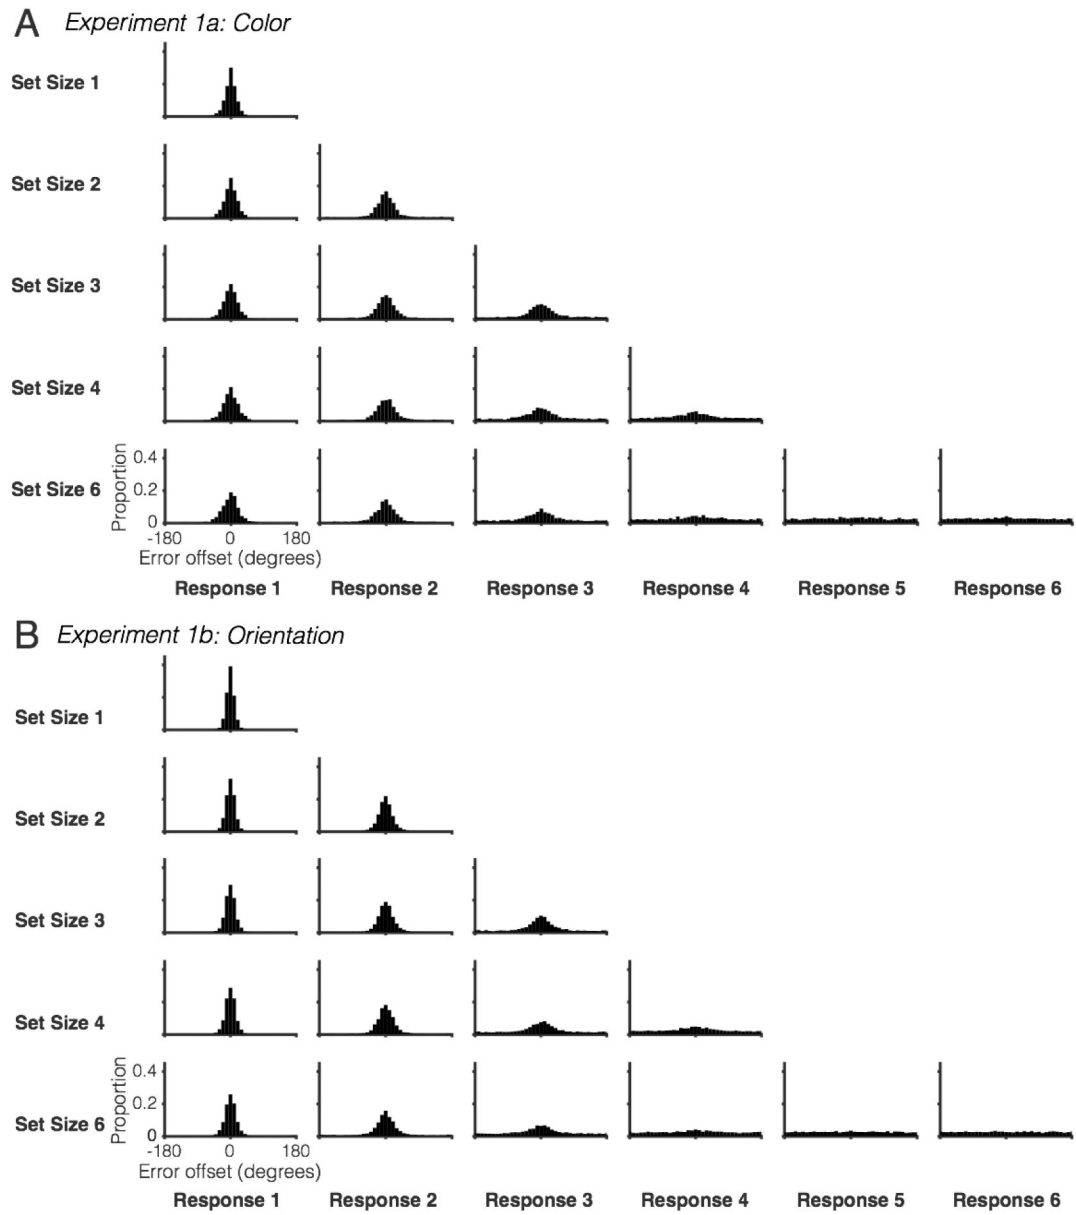 A Experiment 1a: Color
Set Size 1
Set Size 2
Set Size 3
Set Size 4
Set Size 6
Proportion
0.4
0.2
0
-180 0 180
Error offset (degrees)
Response 1 Response 2 Response 3 Response 4 Response 5 Response 6
B Experiment 1b: Orientation
Set Size 1
Set Size 2
Set Size 3
Set Size 4
Set Size 6
Proportion
0.4
0.2
0
-180 0 180
Error offset (degrees)
Response 1 Response 2 Response 3 Response 4 Response 5 Response 6